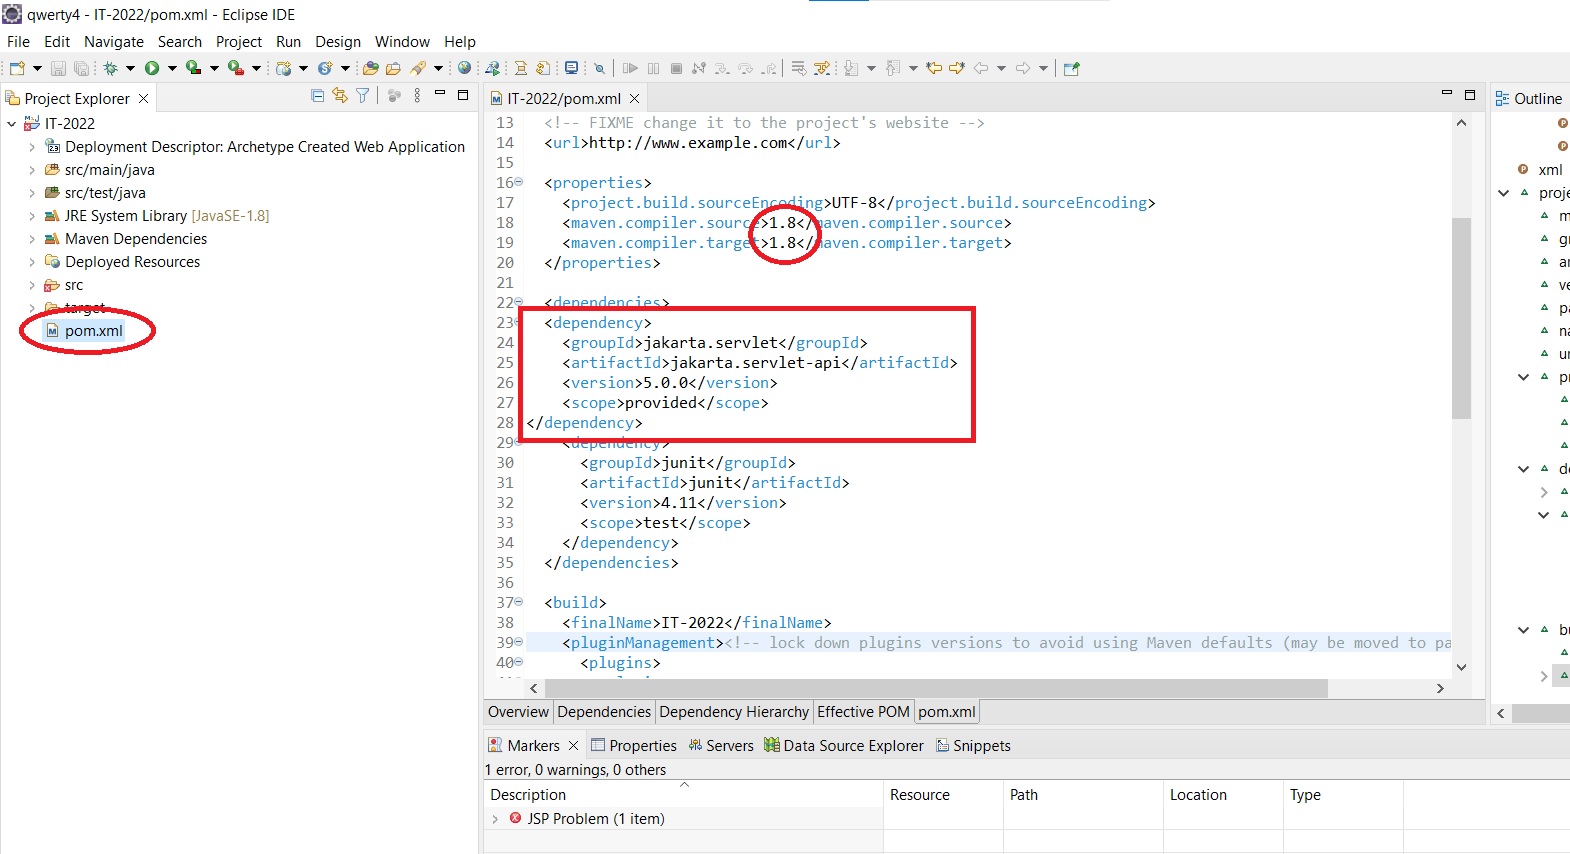 qwerty4 - IT-2022/pom.xml - Eclipse IDE
File Edit Navigate Search Project Run Design Window Help
Project Explorer
IT-2022
Deployment Descriptor: Archetype Created Web Application
src/main/java
src/test/java
JRE System Library [JavaSE-1.8]
Maven Dependencies
Deployed Resources
src
target
pom.xml
IT-2022/pom.xml
13 <!-- FIXME change it to the project's website -->
14 <url>http://www.example.com</url>
15
16 <properties>
17 <project.build.sourceEncoding>UTF-8</project.build.sourceEncoding>
18 <maven.compiler.source>1.8</maven.compiler.source>
19 <maven.compiler.target>1.8</maven.compiler.target>
20 </properties>
21
22 <dependencies>
23 <dependency>
24 <groupId>jakarta.servlet</groupId>
25 <artifactId>jakarta.servlet-api</artifactId>
26 <version>5.0.0</version>
27 <scope>provided</scope>
28 </dependency>
29 <dependency>
30 <groupId>junit</groupId>
31 <artifactId>junit</artifactId>
32 <version>4.11</version>
33 <scope>test</scope>
34 </dependency>
35 </dependencies>
36
37 <build>
38 <finalName>IT-2022</finalName>
39 <pluginManagement><!-- lock down plugins versions to avoid using Maven defaults (may be moved to pa
40 <plugins>
Overview Dependencies Dependency Hierarchy Effective POM pom.xml
Outline
xml
proje
m
gr
ar
ve
pa
na
ur
pr
de
bu
Markers Properties Servers Data Source Explorer Snippets
1 error, 0 warnings, 0 others
Description Resource Path Location Type
JSP Problem (1 item)